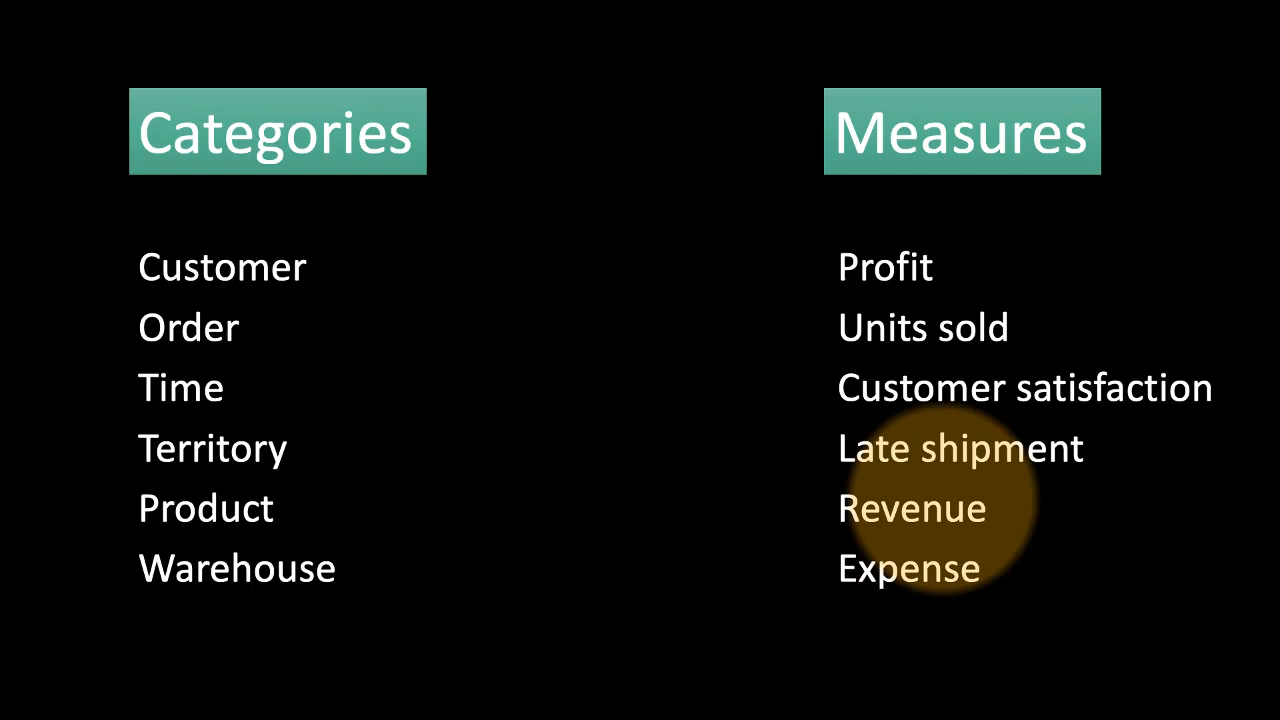 Categories
Customer
Order
Time
Territory
Product
Warehouse
Measures
Profit
Units sold
Customer satisfaction
Late shipment
Revenue
Expense